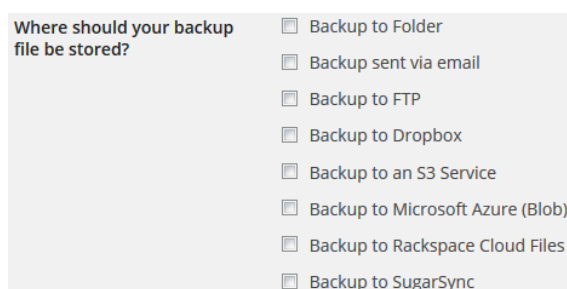 Where should your backup
file be stored?
Backup to Folder
Backup sent via email
Backup to FTP
Backup to Dropbox
Backup to an S3 Service
Backup to Microsoft Azure (Blob)
Backup to Rackspace Cloud Files
Backup to SugarSync